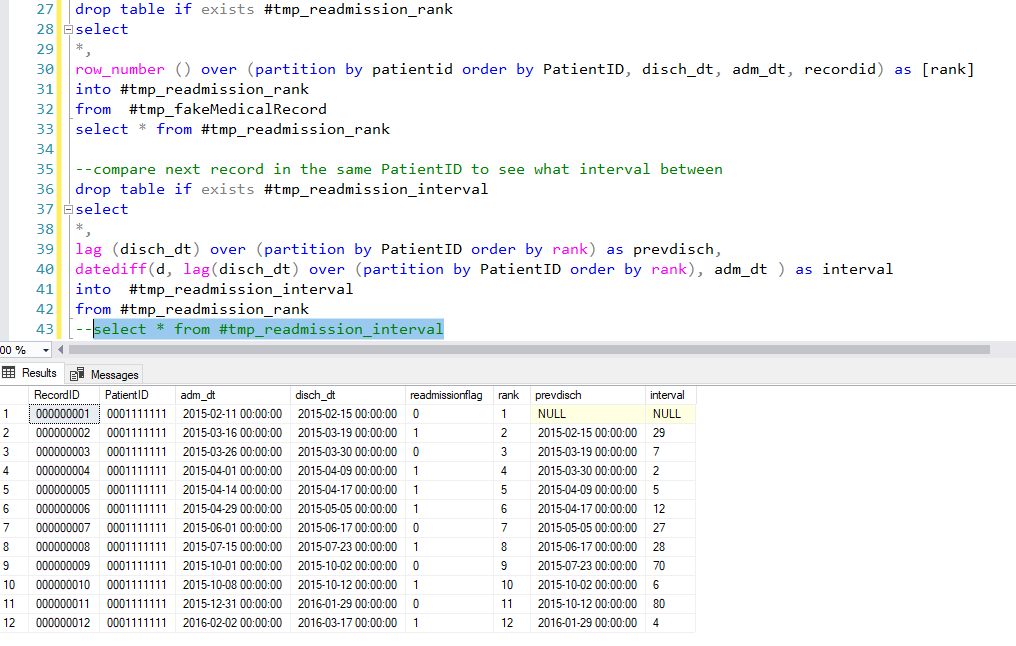 27 drop table if exists #tmp_readmission_rank
28 select
29 *,
30 row_number () over (partition by patientid order by PatientID, disch_dt, adm_dt, recordid) as [rank]
31 into #tmp_readmission_rank
32 from  #tmp_fakeMedicalRecord
33 select * from #tmp_readmission_rank
34
35 --compare next record in the same PatientID to see what interval between
36 drop table if exists #tmp_readmission_interval
37 select
38 *,
39 lag (disch_dt) over (partition by PatientID order by rank) as prevdisch,
40 datediff(d, lag(disch_dt) over (partition by PatientID order by rank), adm_dt ) as interval
41 into  #tmp_readmission_interval
42 from #tmp_readmission_rank
43 --select * from #tmp_readmission_interval
00 %
Results Messages
RecordID PatientID adm_dt disch_dt readmissionflag rank prevdisch interval
1 000000001 0001111111 2015-02-11 00:00:00 2015-02-15 00:00:00 0 1 NULL NULL
2 000000002 0001111111 2015-03-16 00:00:00 2015-03-19 00:00:00 1 2 2015-02-15 00:00:00 29
3 000000003 0001111111 2015-03-26 00:00:00 2015-03-30 00:00:00 0 3 2015-03-19 00:00:00 7
4 000000004 0001111111 2015-04-01 00:00:00 2015-04-09 00:00:00 1 4 2015-03-30 00:00:00 2
5 000000005 0001111111 2015-04-14 00:00:00 2015-04-17 00:00:00 1 5 2015-04-09 00:00:00 5
6 000000006 0001111111 2015-04-29 00:00:00 2015-05-05 00:00:00 1 6 2015-04-17 00:00:00 12
7 000000007 0001111111 2015-06-01 00:00:00 2015-06-17 00:00:00 0 7 2015-05-05 00:00:00 27
8 000000008 0001111111 2015-07-15 00:00:00 2015-07-23 00:00:00 1 8 2015-06-17 00:00:00 28
9 000000009 0001111111 2015-10-01 00:00:00 2015-10-02 00:00:00 0 9 2015-07-23 00:00:00 70
10 000000010 0001111111 2015-10-08 00:00:00 2015-10-12 00:00:00 1 10 2015-10-02 00:00:00 6
11 000000011 0001111111 2015-12-31 00:00:00 2016-01-29 00:00:00 0 11 2015-10-12 00:00:00 80
12 000000012 0001111111 2016-02-02 00:00:00 2016-03-17 00:00:00 1 12 2016-01-29 00:00:00 4